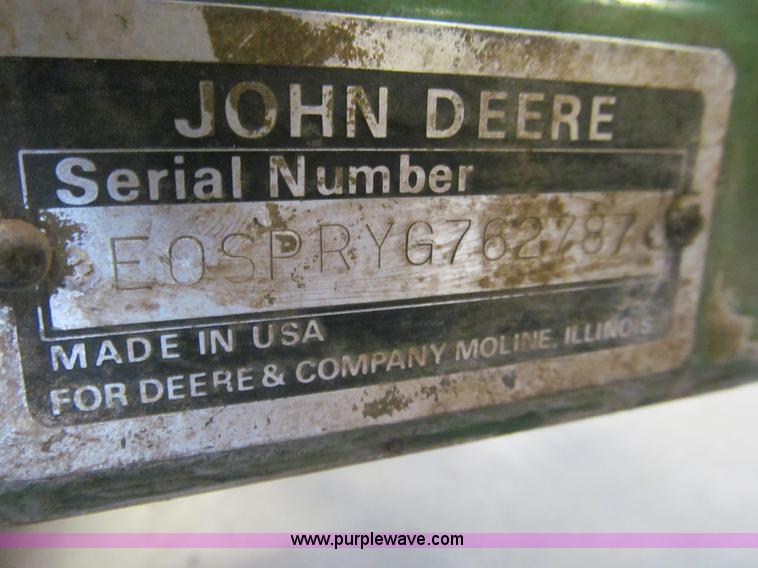 JOHN DEERE
Serial Number
E0SPRYG762787
MADE IN USA
FOR DEERE & COMPANY MOLINE, ILLINOIS
www.purplewave.com